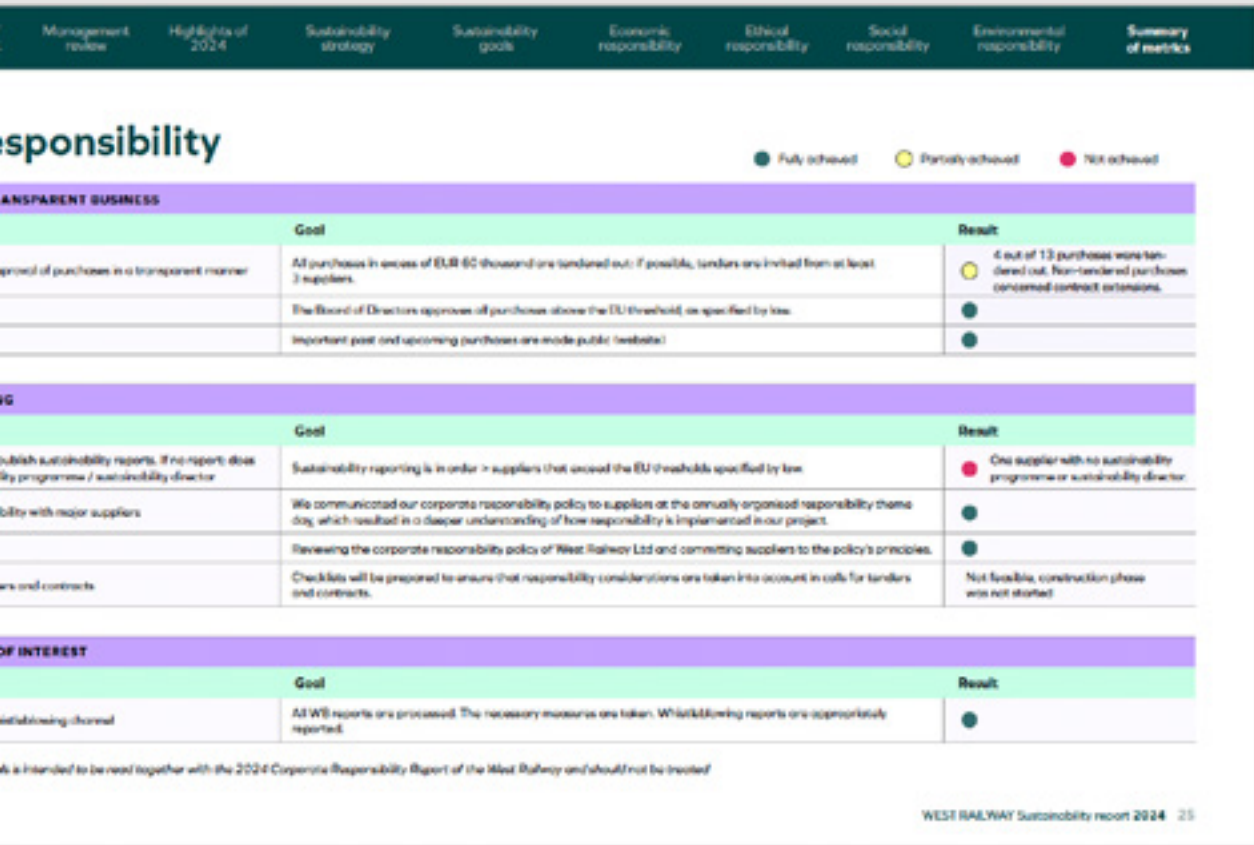 Management
review
Highlights of
2024
Sustainability
strategy
Sustainability
goals
Economic
responsibility
Ethical
responsibility
Social
responsibility
Environmental
responsibility
Summary
of metrics
esponsibility
Fully achieved
Partially achieved
Not achieved
ANSPARENT BUSINESS
Goal
Result
proval of purchases in a transparent manner
All purchases in excess of EUR 60 thousand are tendered out; if possible, tenders are invited from at least
3 suppliers.
4 out of 13 purchases were ten-
dered out. Non-tendered purchases
concerned contract extensions.
The Board of Directors approves all purchases above the EU threshold, as specified by law.
Important past and upcoming purchases are made public (website)
NG
Goal
Result
publish sustainability reports. If no report: does
lity programme / sustainability director
Sustainability reporting is in order > suppliers that exceed the EU thresholds specified by law
One supplier with no sustainability
programme or sustainability director.
bility with major suppliers
We communicated our corporate responsibility policy to suppliers at the annually organised responsibility theme
day, which resulted in a deeper understanding of how responsibility is implemented in our project.
Reviewing the corporate responsibility policy of West Railway Ltd and committing suppliers to the policy's principles.
ers and contracts
Checklists will be prepared to ensure that responsibility considerations are taken into account in calls for tenders
and contracts.
Not feasible, construction phase
was not started
OF INTEREST
Goal
Result
histleblowing channel
All WB reports are processed. The necessary measures are taken. Whistleblowing reports are appropriately
reported.
is intended to be read together with the 2024 Corporate Responsibility Report of the West Railway and should not be treated
WEST RAILWAY Sustainability report 2024 25